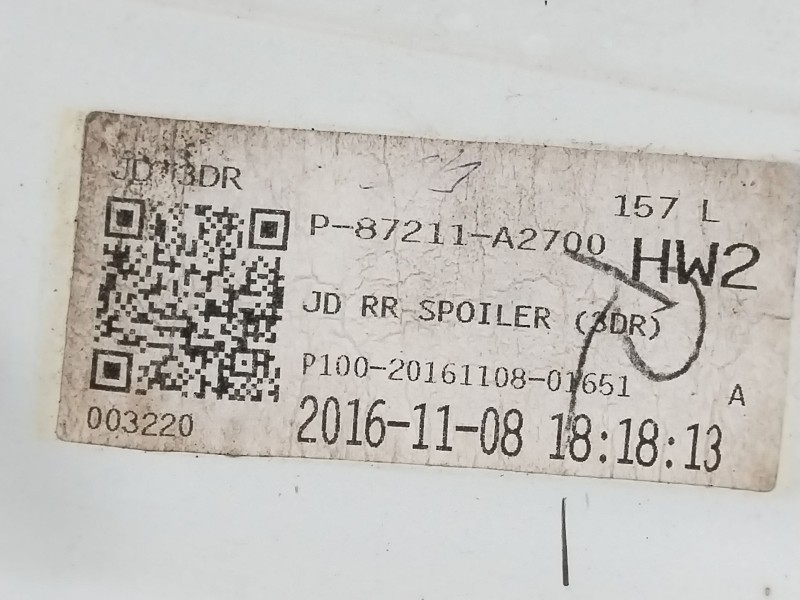 JD 3DR
157 L
P-87211-A2700
HW2
JD RR SPOILER (3DR)
P100-20161108-01651
A
003220
2016-11-08 18:18:13